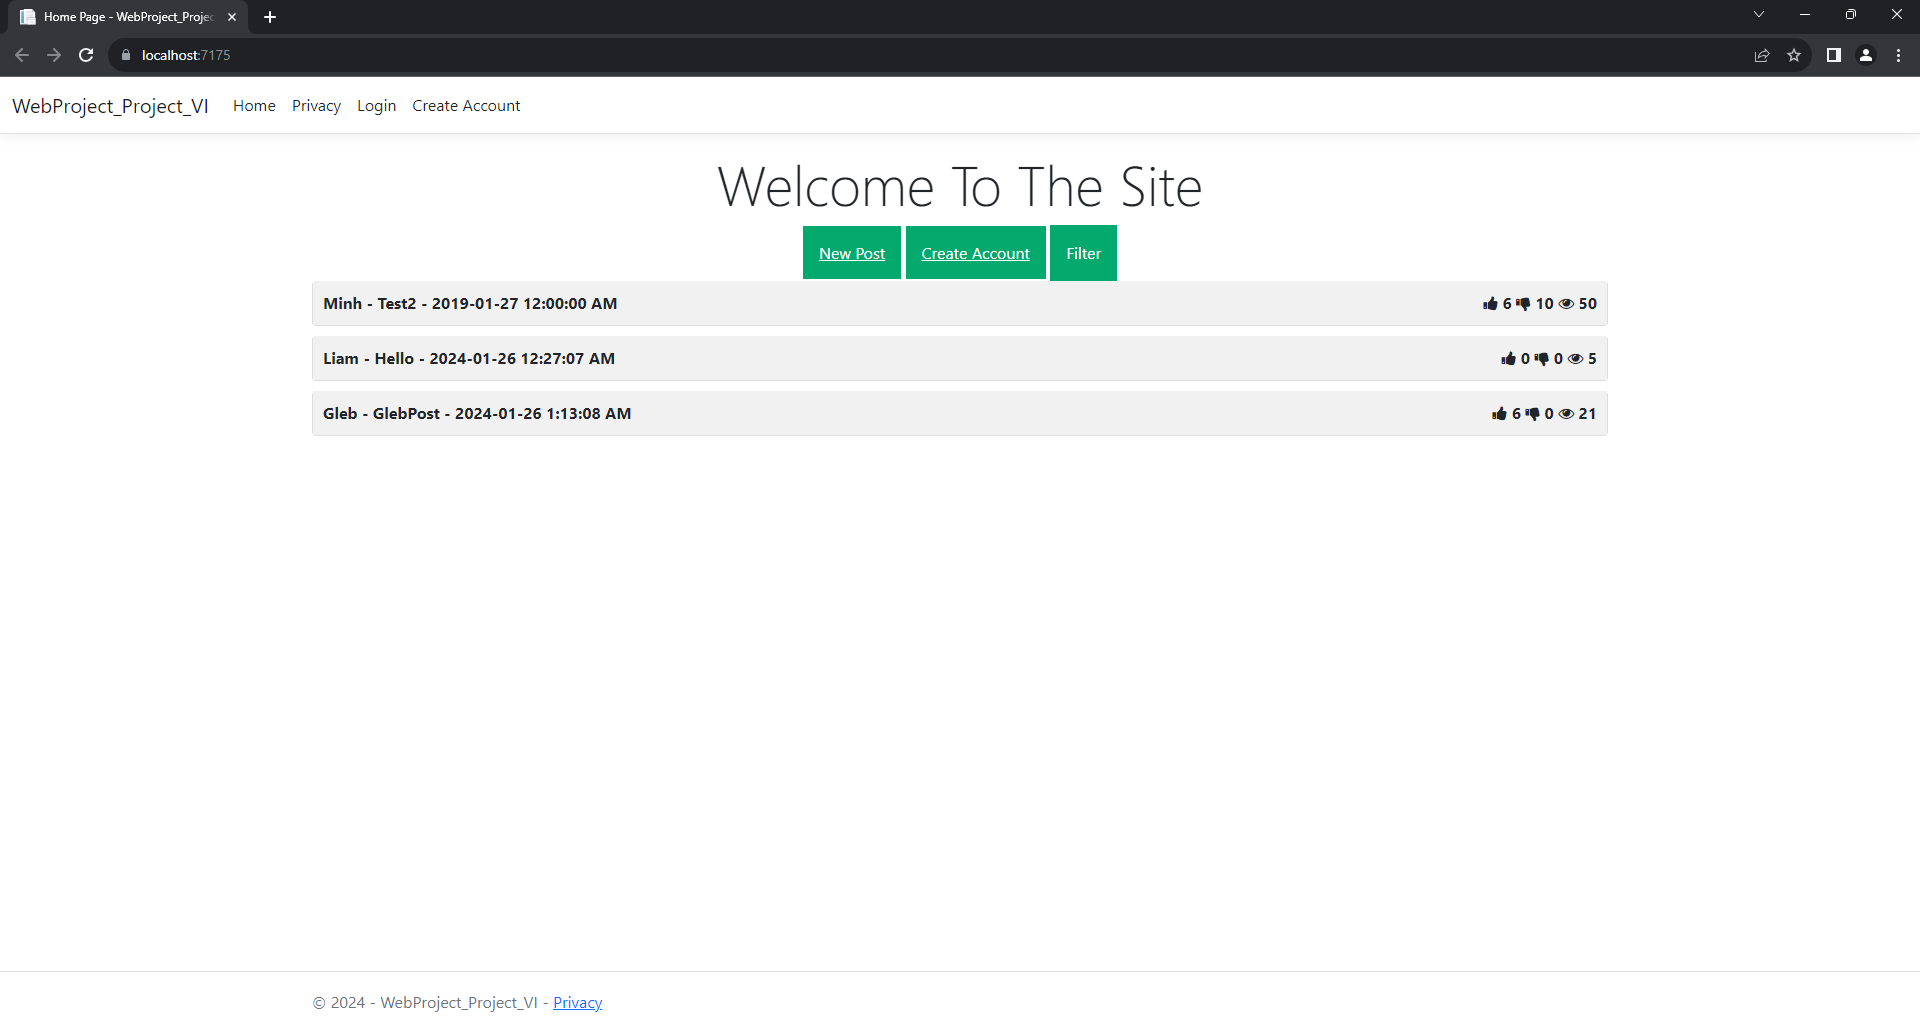 Home Page - WebProject_Projec
localhost:7175
WebProject_Project_VI Home Privacy Login Create Account
Welcome To The Site
New Post Create Account Filter
Minh - Test2 - 2019-01-27 12:00:00 AM 6 10 50
Liam - Hello - 2024-01-26 12:27:07 AM 0 0 5
Gleb - GlebPost - 2024-01-26 1:13:08 AM 6 0 21
© 2024 - WebProject_Project_VI - Privacy